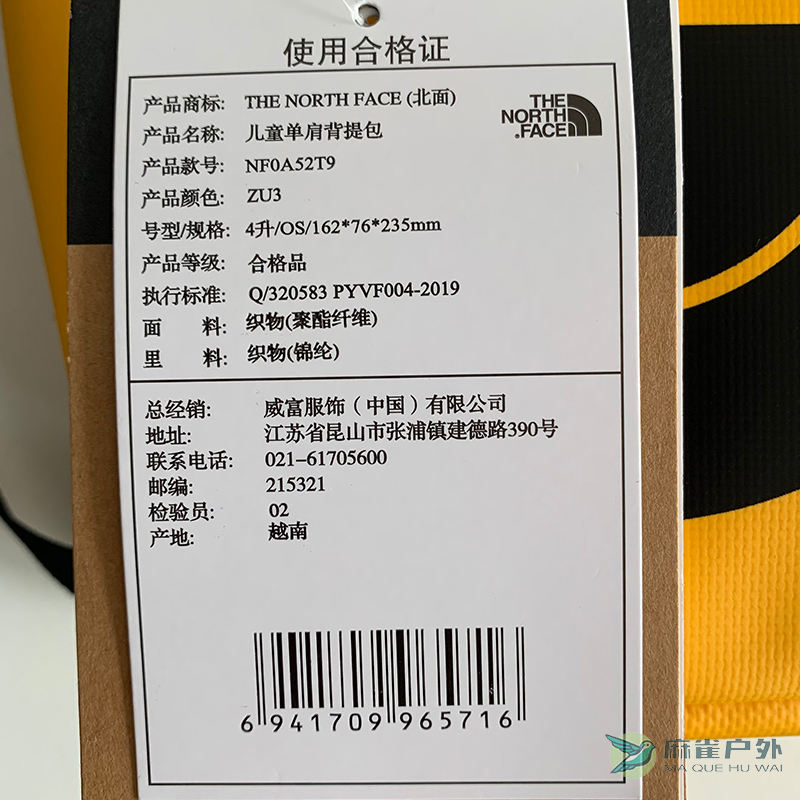 使用合格证
产品商标: THE NORTH FACE (北面)
产品名称: 儿童单肩背提包
产品款号: NF0A52T9
产品颜色: ZU3
号型/规格: 4升/OS/162*76*235mm
产品等级: 合格品
执行标准: Q/320583 PYVF004-2019
面 料: 织物(聚酯纤维)
里 料: 织物(锦纶)
THE
NORTH
FACE
总经销: 威富服饰（中国）有限公司
地址: 江苏省昆山市张浦镇建德路390号
联系电话: 021-61705600
邮编: 215321
检验员: 02
产地: 越南
6 941709 965716
麻雀户外
MA QUE HU WAI